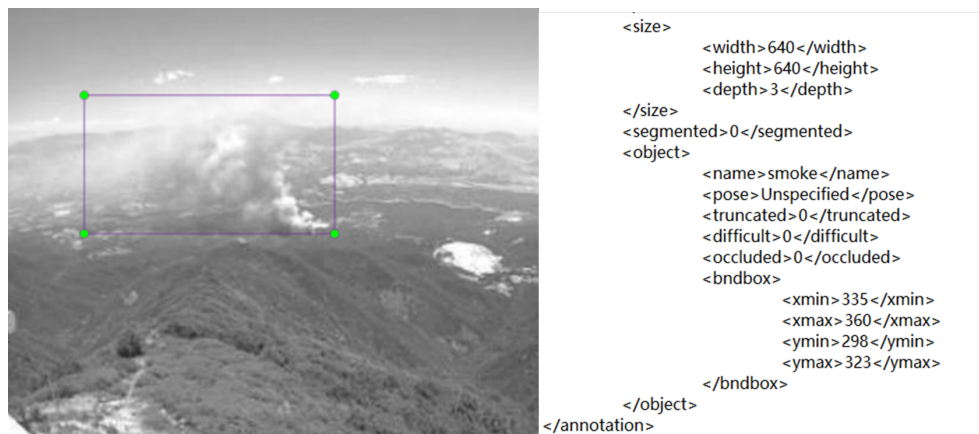 <size>
<width>640</width>
<height>640</height>
<depth>3</depth>
</size>
<segmented>0</segmented>
<object>
<name>smoke</name>
<pose>Unspecified</pose>
<truncated>0</truncated>
<difficult>0</difficult>
<occluded>0</occluded>
<bndbox>
<xmin>335</xmin>
<xmax>360</xmax>
<ymin>298</ymin>
<ymax>323</ymax>
</bndbox>
</object>
</annotation>